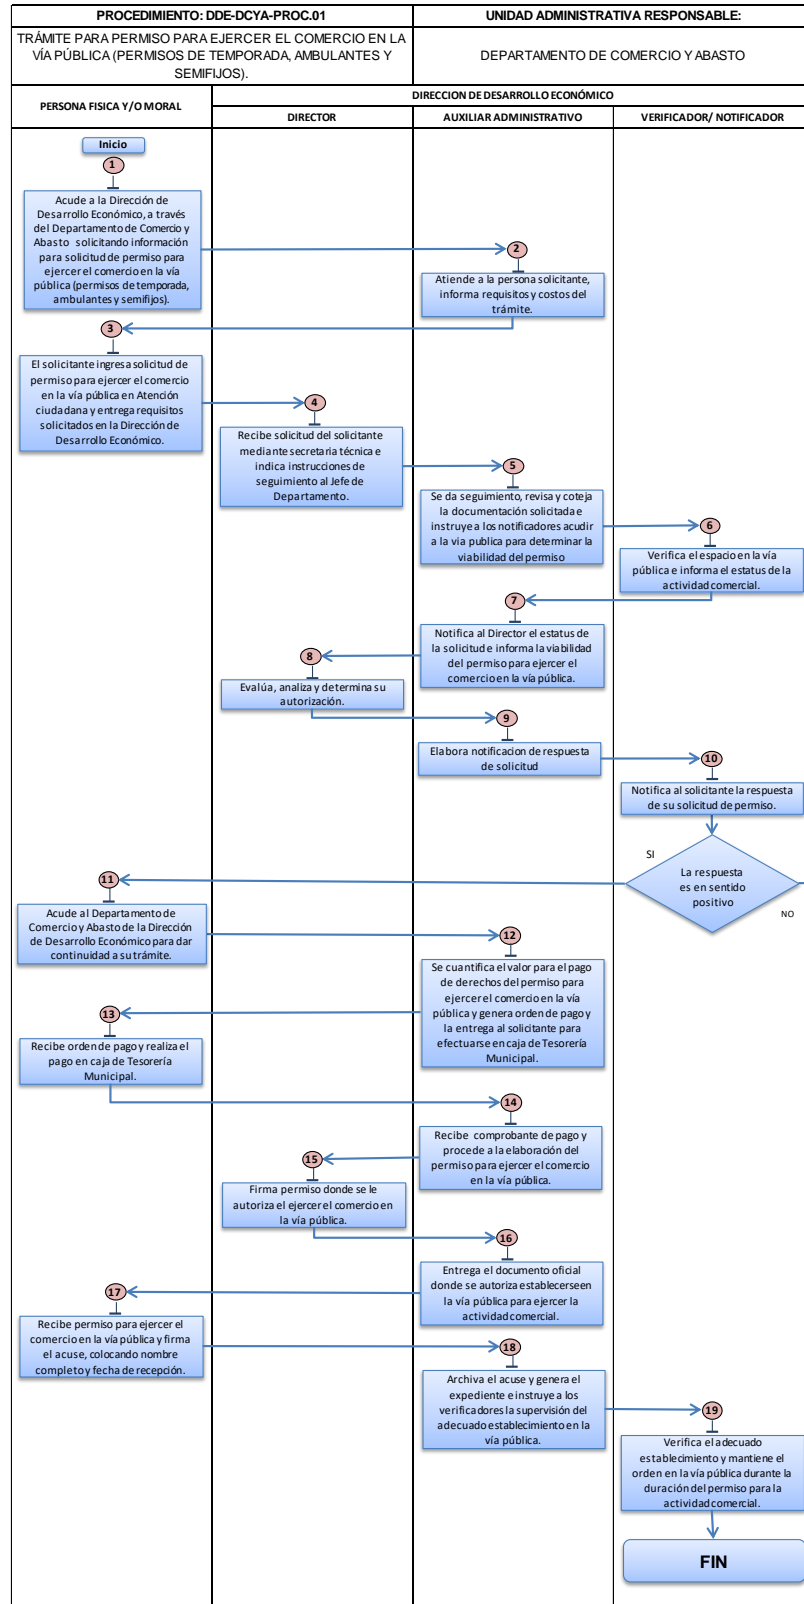 PROCEDIMIENTO: DDE-DCYA-PROC.01
UNIDAD ADMINISTRATIVA RESPONSABLE:
TRÁMITE PARA PERMISO PARA EJERCER EL COMERCIO EN LA
VÍA PÚBLICA (PERMISOS DE TEMPORADA, AMBULANTES Y
SEMIFIJOS).
DEPARTAMENTO DE COMERCIO Y ABASTO
PERSONA FISICA Y/O MORAL
DIRECCION DE DESARROLLO ECONÓMICO
DIRECTOR
AUXILIAR ADMINISTRATIVO
VERIFICADOR/ NOTIFICADOR
Inicio
1
Acude a la Dirección de
Desarrollo Económico, a través
del Departamento de Comercio y
Abasto solicitando información
para solicitud de permiso para
ejercer el comercio en la vía
pública (permisos de temporada,
ambulantes y semifijos).
2
Atiende a la persona solicitante,
informa requisitos y costos del
trámite.
3
El solicitante ingresa solicitud de
permiso para ejercer el comercio
en la vía pública en Atención
ciudadana y entrega requisitos
solicitados en la Dirección de
Desarrollo Económico.
4
Recibe solicitud del solicitante
mediante secretaria técnica e
indica instrucciones de
seguimiento al Jefe de
Departamento.
5
Se da seguimiento, revisa y coteja
la documentación solicitada e
instruye a los notificadores acudir
a la via publica para determinar la
viabilidad del permiso
6
Verifica el espacio en la vía
pública e informa el estatus de la
actividad comercial.
7
Notifica al Director el estatus de
la solicitud e informa la viabilidad
del permiso para ejercer el
comercio en la vía pública.
8
Evalúa, analiza y determina su
autorización.
9
Elabora notificacion de respuesta
de solicitud
10
Notifica al solicitante la respuesta
de su solicitud de permiso.
SI
La respuesta
es en sentido
positivo
NO
11
Acude al Departamento de
Comercio y Abasto de la Dirección
de Desarrollo Económico para dar
continuidad a su trámite.
12
Se cuantifica el valor para el pago
de derechos del permiso para
ejercer el comercio en la vía
pública y genera orden de pago y
la entrega al solicitante para
efectuarse en caja de Tesorería
Municipal.
13
Recibe orden de pago y realiza el
pago en caja de Tesorería
Municipal.
14
Recibe comprobante de pago y
procede a la elaboración del
permiso para ejercer el comercio
en la vía pública.
15
Firma permiso donde se le
autoriza el ejercer el comercio en
la vía pública.
16
Entrega el documento oficial
donde se autoriza establecerse en
la vía pública para ejercer la
actividad comercial.
17
Recibe permiso para ejercer el
comercio en la vía pública y firma
el acuse, colocando nombre
completo y fecha de recepción.
18
Archiva el acuse y genera el
expediente e instruye a los
verificadores la supervisión del
adecuado establecimiento en la
vía pública.
19
Verifica el adecuado
establecimiento y mantiene el
orden en la vía pública durante la
duración del permiso para la
actividad comercial.
FIN